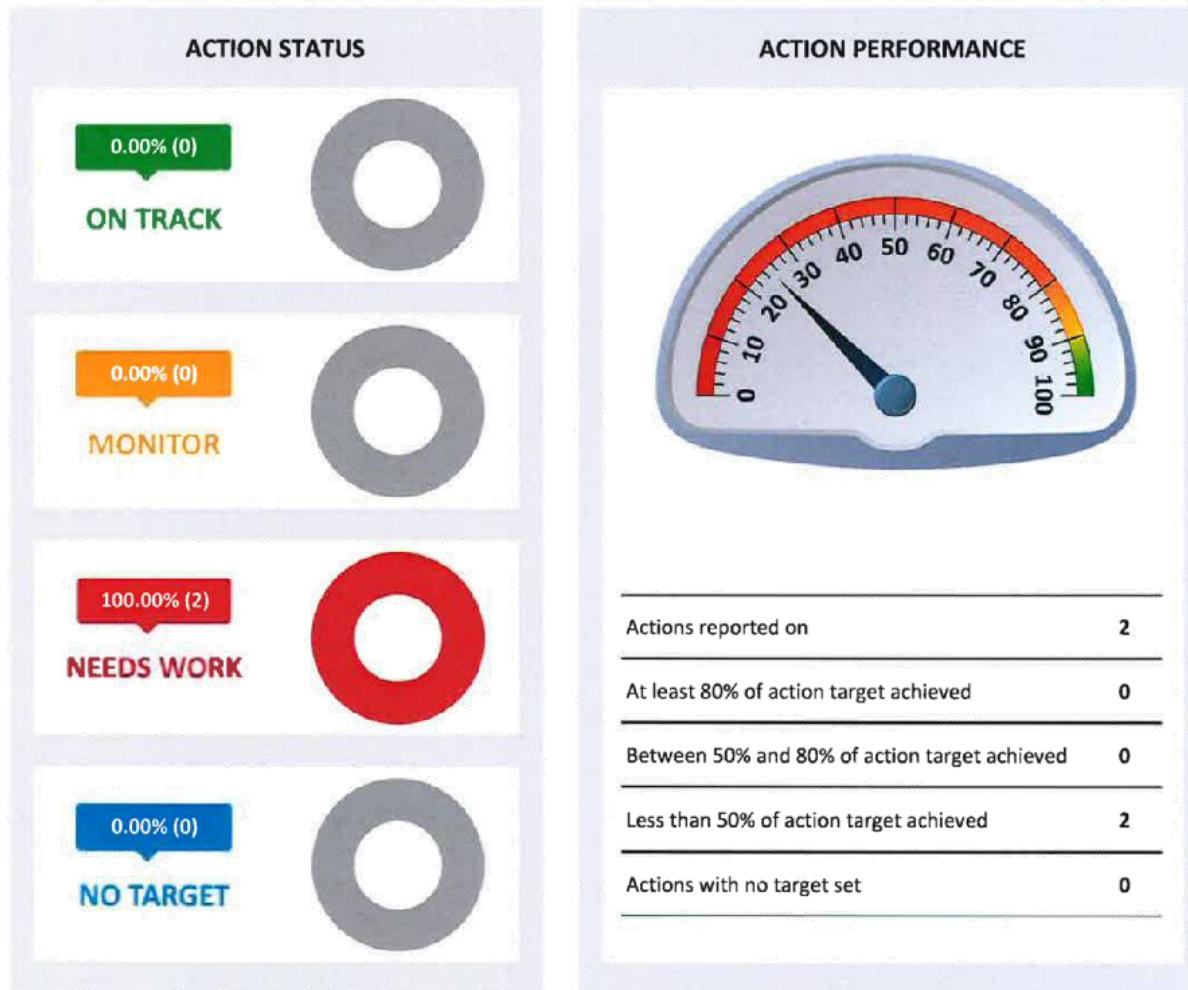 ACTION STATUS
0.00% (0)
ON TRACK
0.00% (0)
MONITOR
100.00% (2)
NEEDS WORK
0.00% (0)
NO TARGET
ACTION PERFORMANCE
0 10 20 30 40 50 60 70 80 90 100
Actions reported on 2
At least 80% of action target achieved 0
Between 50% and 80% of action target achieved 0
Less than 50% of action target achieved 2
Actions with no target set 0